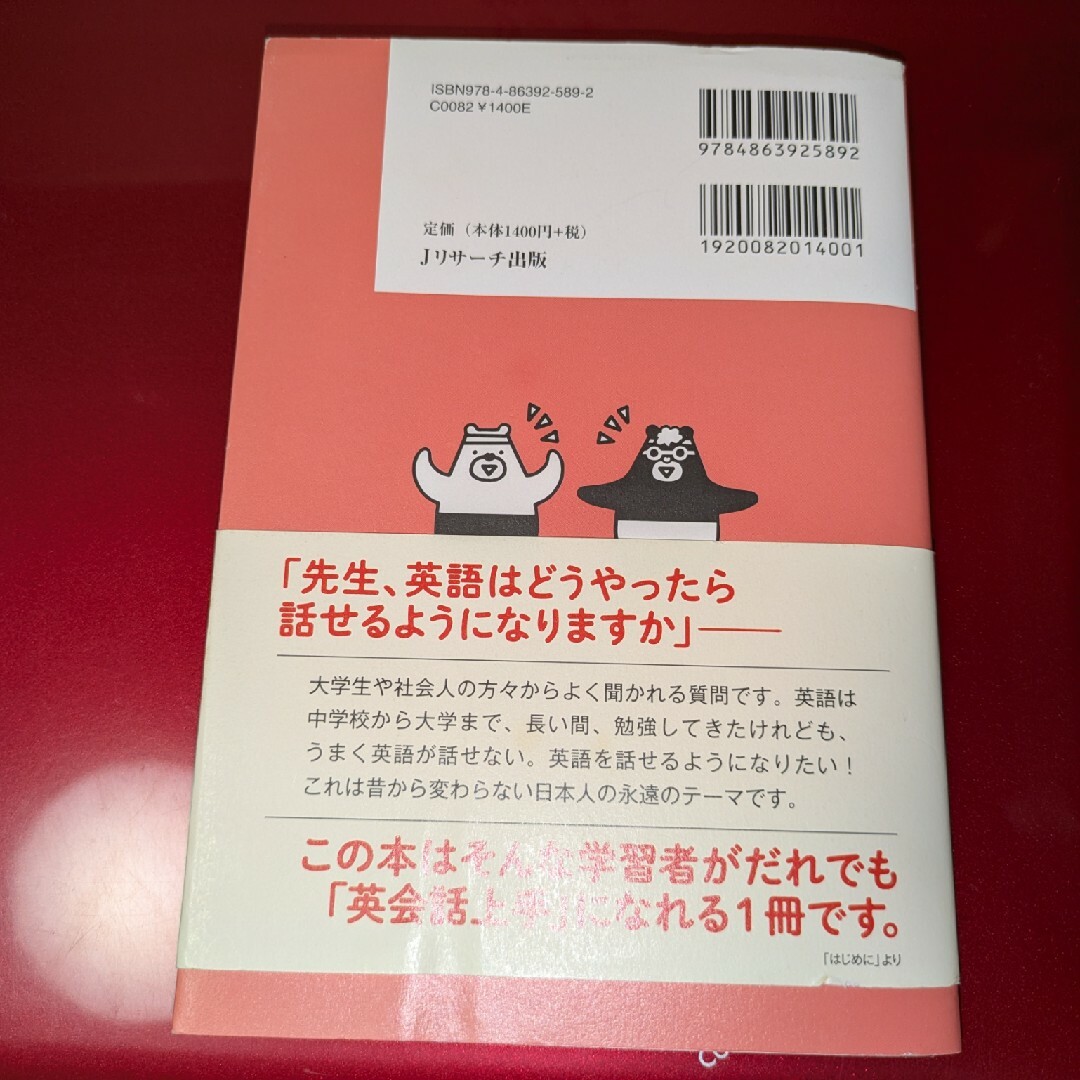 ISBN978-4-86392-589-2
C0082 ¥1400E
9784863925892
1920082014001
定価（本体1400円+税）
Jリサーチ出版
「先生、英語はどうやったら
話せるようになりますか」——
大学生や社会人の方々からよく聞かれる質問です。英語は
中学校から大学まで、長い間、勉強してきたけれども、
うまく英語が話せない。英語を話せるようになりたい！
これは昔から変わらない日本人の永遠のテーマです。
この本はそんな学習者がだれでも
「英会話上手」になれる1冊です。
「はじめに」より